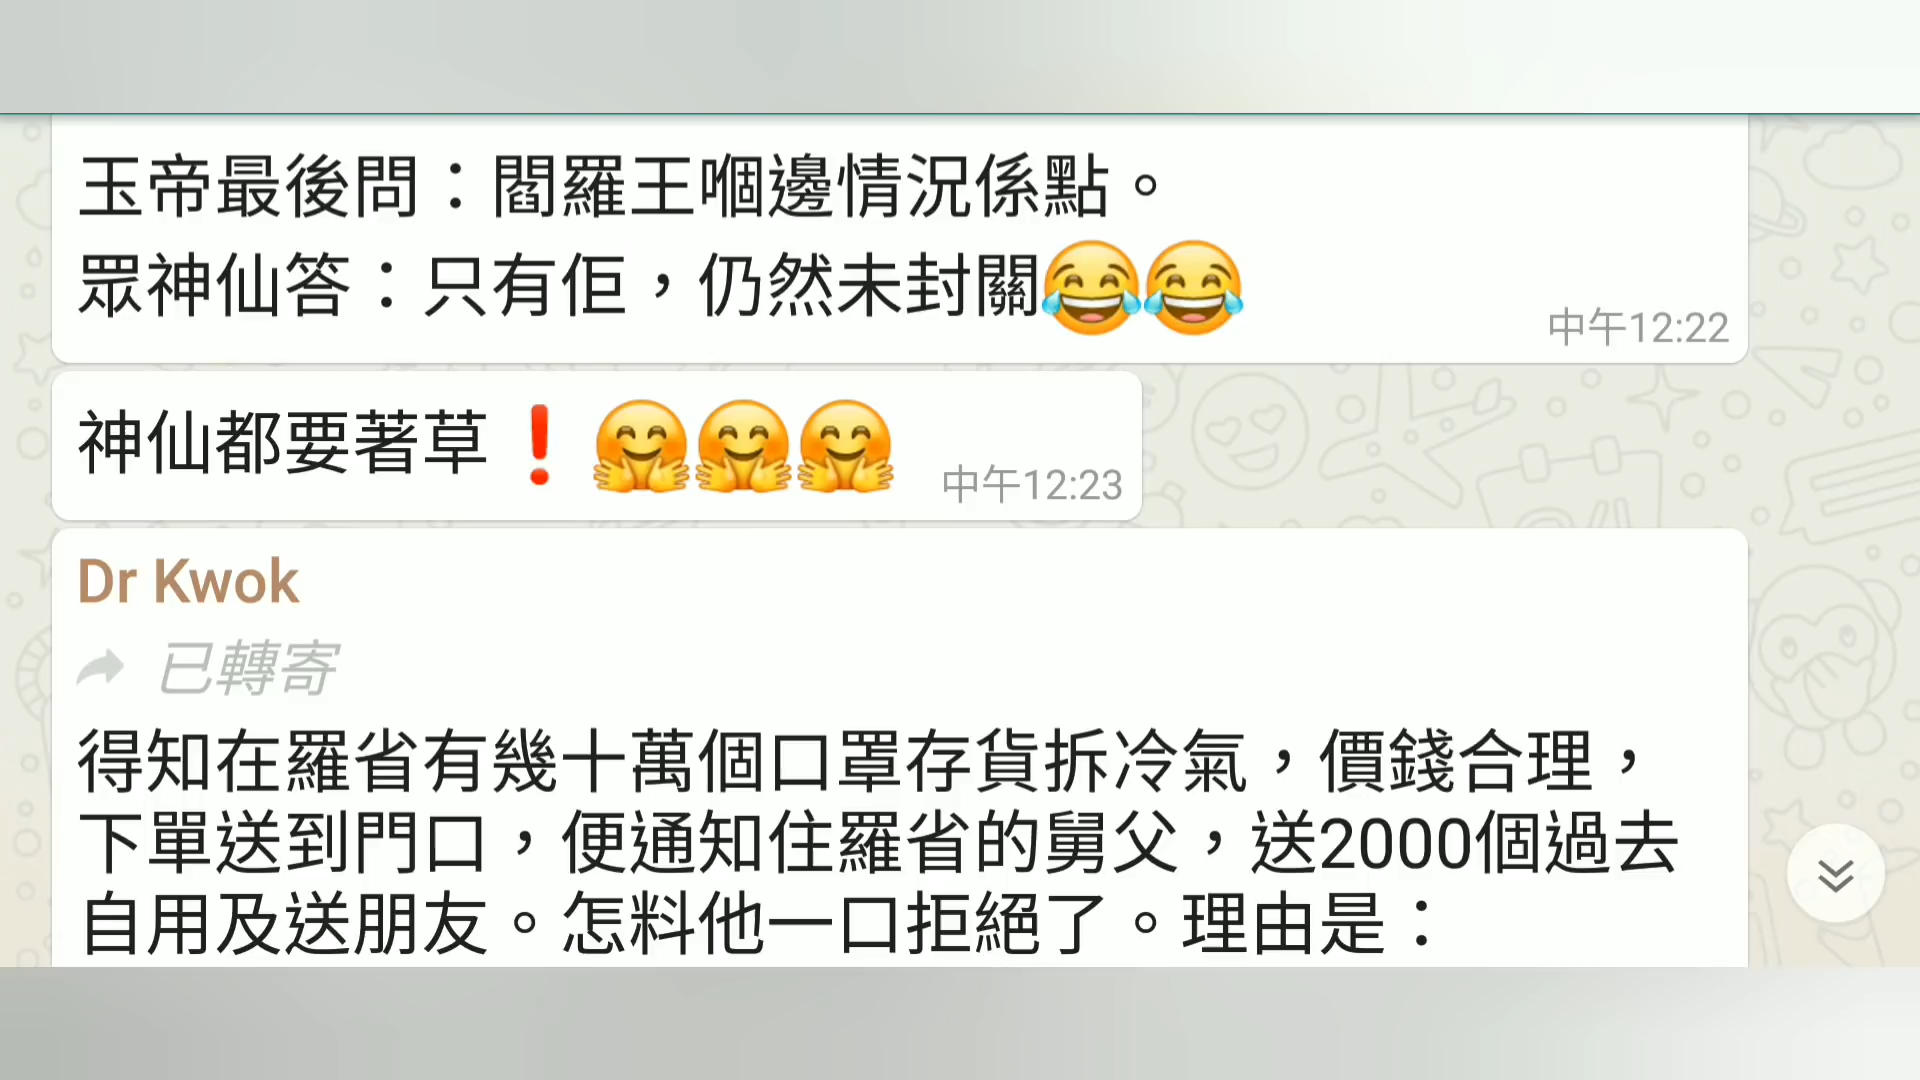 玉帝最後問：閻羅王嗰邊情況係點。
眾神仙答：只有佢，仍然未封關😂😂
中午12:22
神仙都要著草❗🤗🤗🤗
中午12:23
Dr Kwok
已轉寄
得知在羅省有幾十萬個口罩存貨拆冷氣，價錢合理，
下單送到門口，便通知住羅省的舅父，送2000個過去
自用及送朋友。怎料他一口拒絕了。理由是：